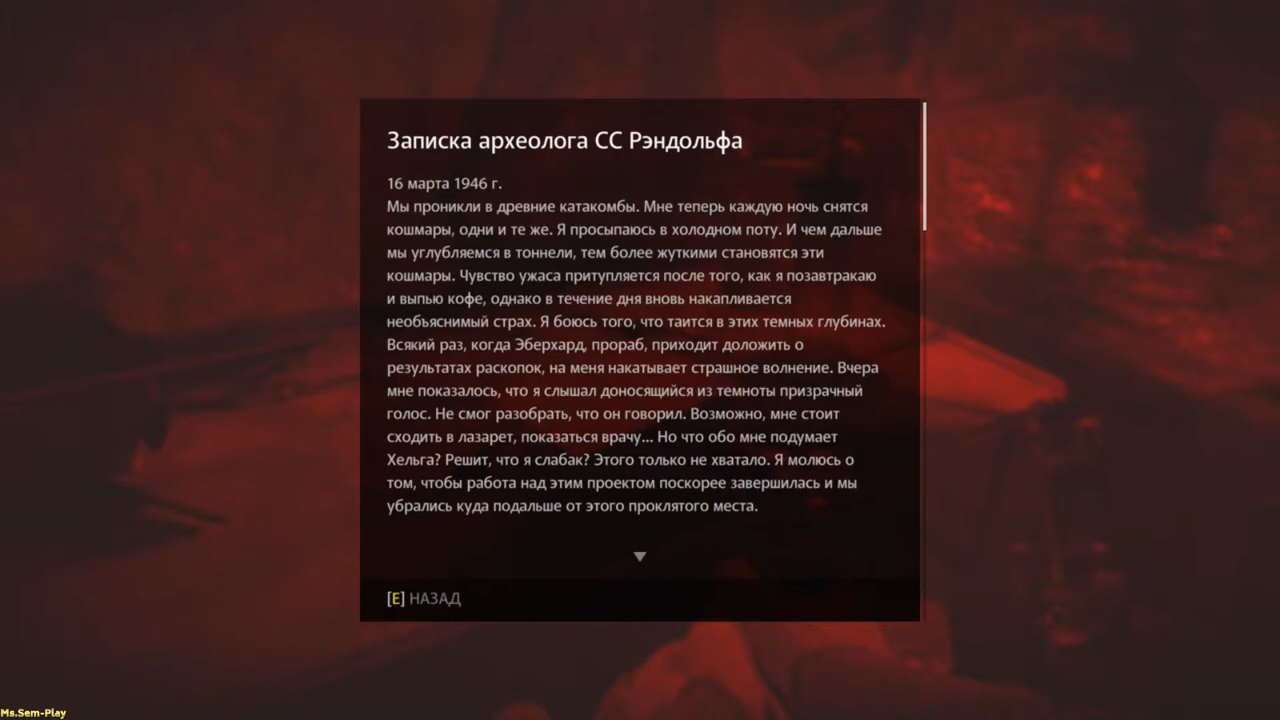 Записка археолога СС Рэндольфа
16 марта 1946 г.
Мы проникли в древние катакомбы. Мне теперь каждую ночь снятся
кошмары, одни и те же. Я просыпаюсь в холодном поту. И чем дальше
мы углубляемся в тоннели, тем более жуткими становятся эти
кошмары. Чувство ужаса притупляется после того, как я позавтракаю
и выпью кофе, однако в течение дня вновь накапливается
необъяснимый страх. Я боюсь того, что таится в этих темных глубинах.
Всякий раз, когда Эберхард, прораб, приходит доложить о
результатах раскопок, на меня накатывает страшное волнение. Вчера
мне показалось, что я слышал доносящийся из темноты призрачный
голос. Не смог разобрать, что он говорил. Возможно, мне стоит
сходить в лазарет, показаться врачу... Но что обо мне подумает
Хельга? Решит, что я слабак? Этого только не хватало. Я молюсь о
том, чтобы работа над этим проектом поскорее завершилась и мы
убрались куда подальше от этого проклятого места.
[E] НАЗАД
Ms.Sem-Play